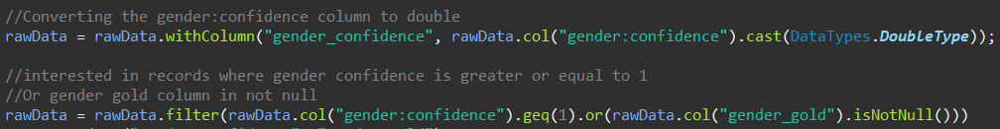 //Converting the gender:confidence column to double
rawData = rawData.withColumn("gender_confidence", rawData.col("gender:confidence").cast(DataTypes.DoubleType));
//interested in records where gender confidence is greater or equal to 1
//Or gender gold column in not null
rawData = rawData.filter(rawData.col("gender:confidence").geq(1).or(rawData.col("gender_gold").isNotNull()))